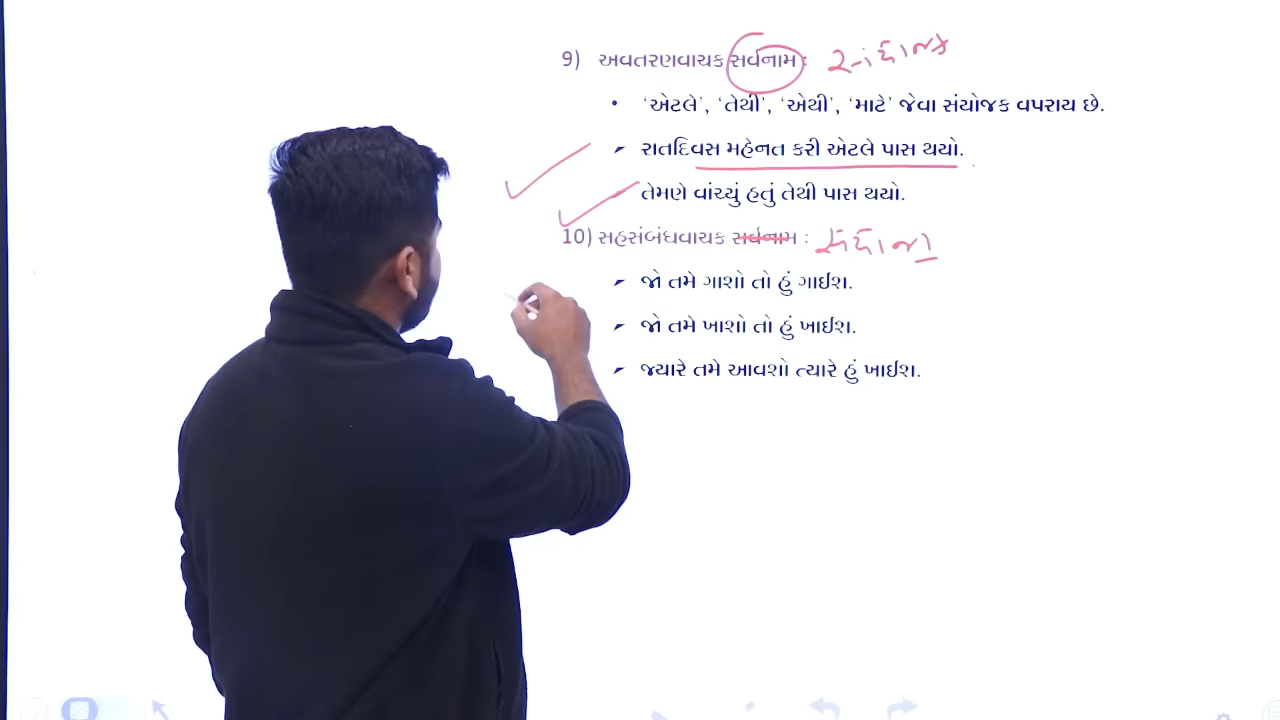 9) અવતરણવાચક સર્વનામ : સંયોજક
• ‘એટલે’, ‘તેથી’, ‘એથી’, ‘માટે’ જેવા સંયોજક વપરાય છે.
➢ રાતદિવસ મહેનત કરી એટલે પાસ થયો.
તેમણે વાંચ્યું હતું તેથી પાસ થયો.
10) સહસંબંધવાચક સર્વનામ :
➢ જો તમે ગાશો તો હું ગાઈશ.
➢ જો તમે ખાશો તો હું ખાઈશ.
➢ જ્યારે તમે આવશો ત્યારે હું ખાઈશ.